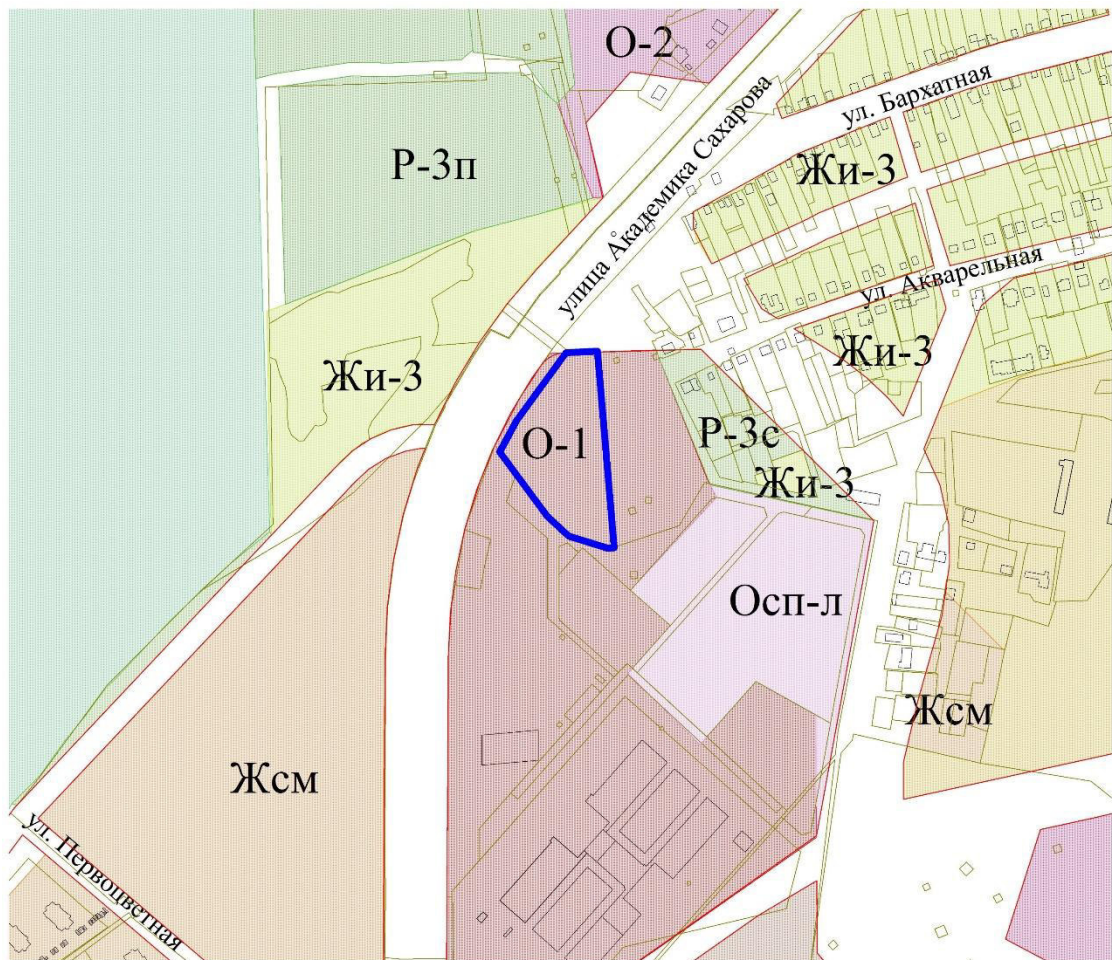 О-2
ул. Бархатная
улица Академика Сахарова
Р-3п
Жи-3
ул. Акварельная
Жи-3
Жи-3
О-1
Р-3с
Жи-3
Осп-л
Жсм
Жсм
ул. Первоцветная